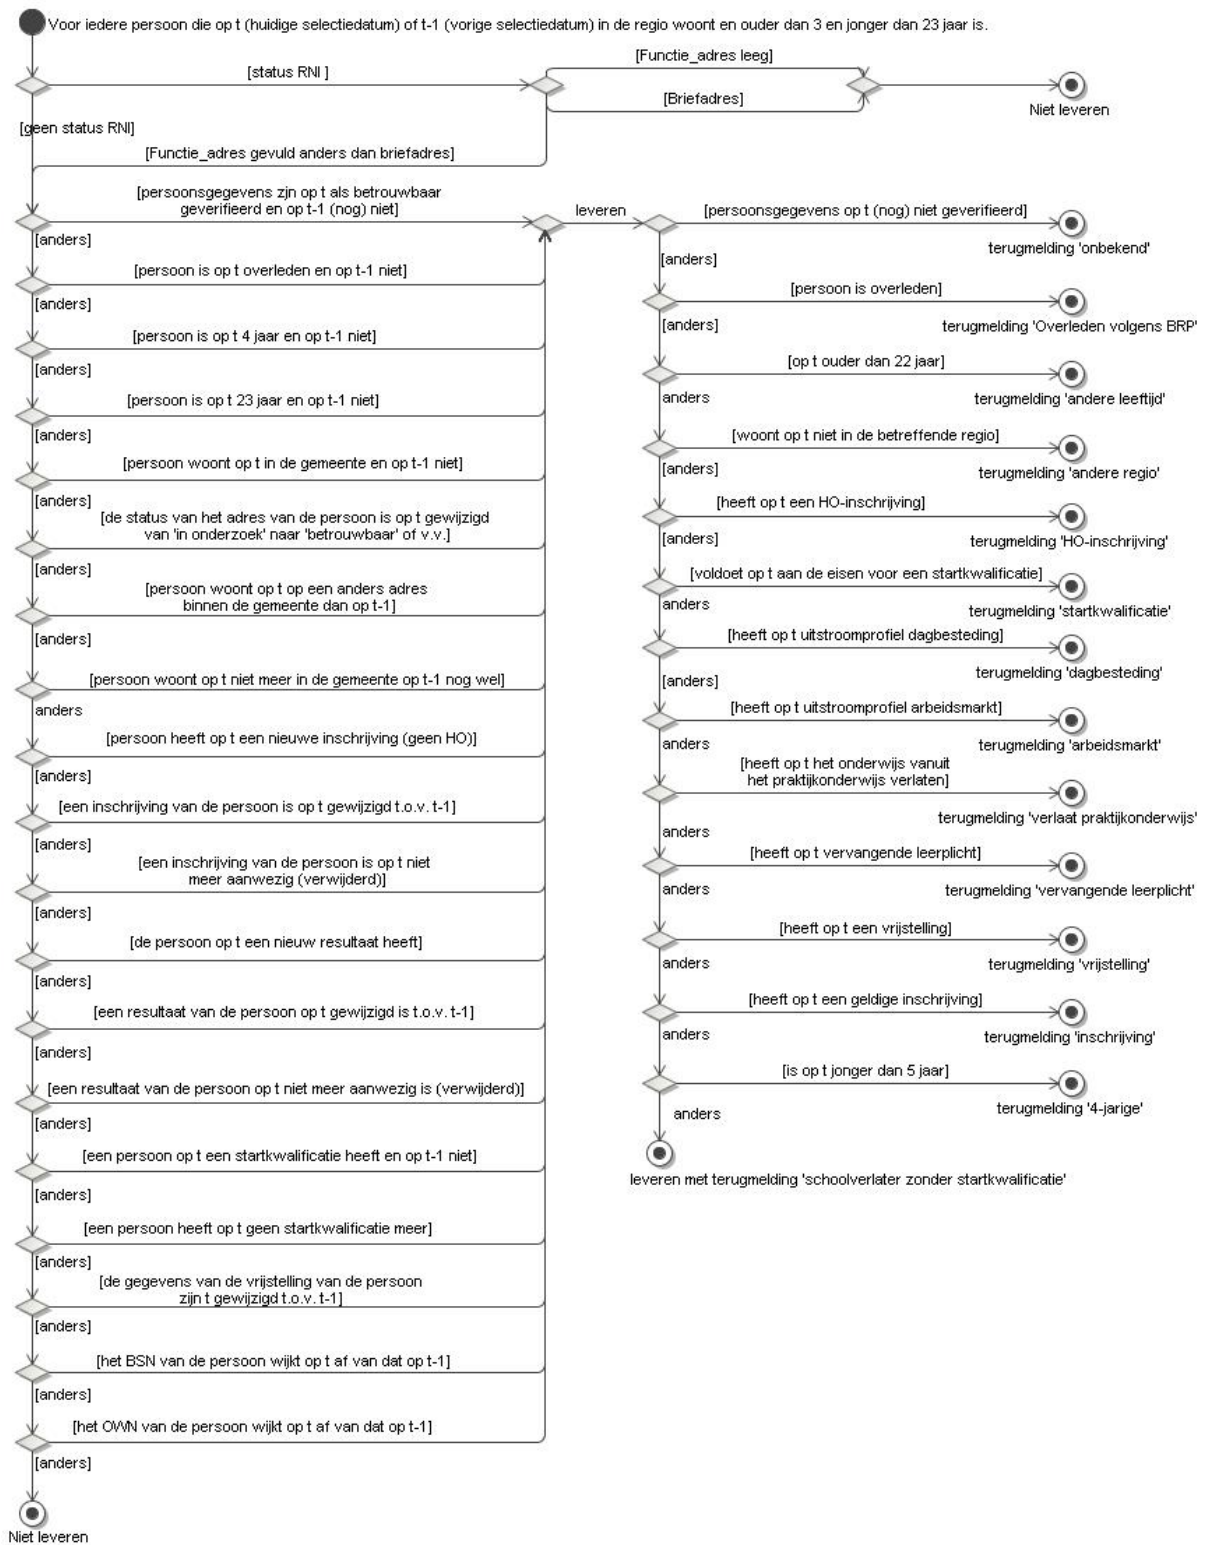 Voor iedere persoon die op t (huidige selectiedatum) of t-1 (vorige selectiedatum) in de regio woont en ouder dan 3 en jonger dan 23 jaar is.
[status RNI ]
[Functie_adres leeg]
[Briefadres]
Niet leveren
[geen status RNI]
[Functie_adres gevuld anders dan briefadres]
[persoonsgegevens zjn op t als betrouwbaar
geverifieerd en op t-1 (nog) niet]
[anders]
[persoon is op t overleden en op t-1 niet]
[anders]
[persoon is op t 4 jaar en op t-1 niet]
[anders]
[persoon is op t 23 jaar en op t-1 niet]
[anders]
[persoon woont op t in de gemeente en op t-1 niet]
[anders]
[de status van het adres van de persoon is op t gewijzigd
van 'in onderzoek' naar 'betrouwbaar' of v.v.]
[anders]
[persoon woont op t op een anders adres
binnen de gemeente dan op t-1]
[anders]
[persoon woont op t niet meer in de gemeente op t-1 nog wel]
anders
[persoon heeft op t een nieuwe inschrijving (geen HO)]
[anders]
[een inschrijving van de persoon is op t gewijzigd t.o.v. t-1]
[anders]
[een inschrijving van de persoon is op t niet
meer aanwezig (verwijderd)]
[anders]
[de persoon op t een nieuw resultaat heeft]
[anders]
[een resultaat van de persoon op t gewijzigd is t.o.v. t-1]
[anders]
[een resultaat van de persoon op t niet meer aanwezig is (verwijderd)]
[anders]
[een persoon op t een startkwalificatie heeft en op t-1 niet]
[anders]
[een persoon heeft op t geen startkwalificatie meer]
[anders]
[de gegevens van de vrijstelling van de persoon
zijn t gewijzigd t.o.v. t-1]
[anders]
[het BSN van de persoon wijkt op t af van dat op t-1]
[anders]
[het OWN van de persoon wijkt op t af van dat op t-1]
[anders]
Niet leveren
leveren
[persoonsgegevens op t (nog) niet geverifieerd]
terugmelding 'onbekend'
[anders]
[persoon is overleden]
terugmelding 'Overleden volgens BRP'
[anders]
[op t ouder dan 22 jaar]
terugmelding 'andere leeftijd'
anders
[woont op t niet in de betreffende regio]
terugmelding 'andere regio'
[anders]
[heeft op t een HO-inschrijving]
terugmelding 'HO-inschrijving'
[anders]
[voldoet op t aan de eisen voor een startkwalificatie]
terugmelding 'startkwalificatie'
anders
[heeft op t uitstroomprofiel dagbesteding]
terugmelding 'dagbesteding'
[anders]
[heeft op t uitstroomprofiel arbeidsmarkt]
terugmelding 'arbeidsmarkt'
anders
[heeft op t het onderwijs vanuit
het praktijkonderwijs verlaten]
terugmelding 'verlaat praktijkonderwijs'
anders
[heeft op t vervangende leerplicht]
terugmelding 'vervangende leerplicht'
anders
[heeft op t een vrijstelling]
terugmelding 'vrijstelling'
anders
[heeft op t een geldige inschrijving]
terugmelding 'inschrijving'
anders
[is op t jonger dan 5 jaar]
terugmelding '4-jarige'
anders
leveren met terugmelding 'schoolverlater zonder startkwalificatie'